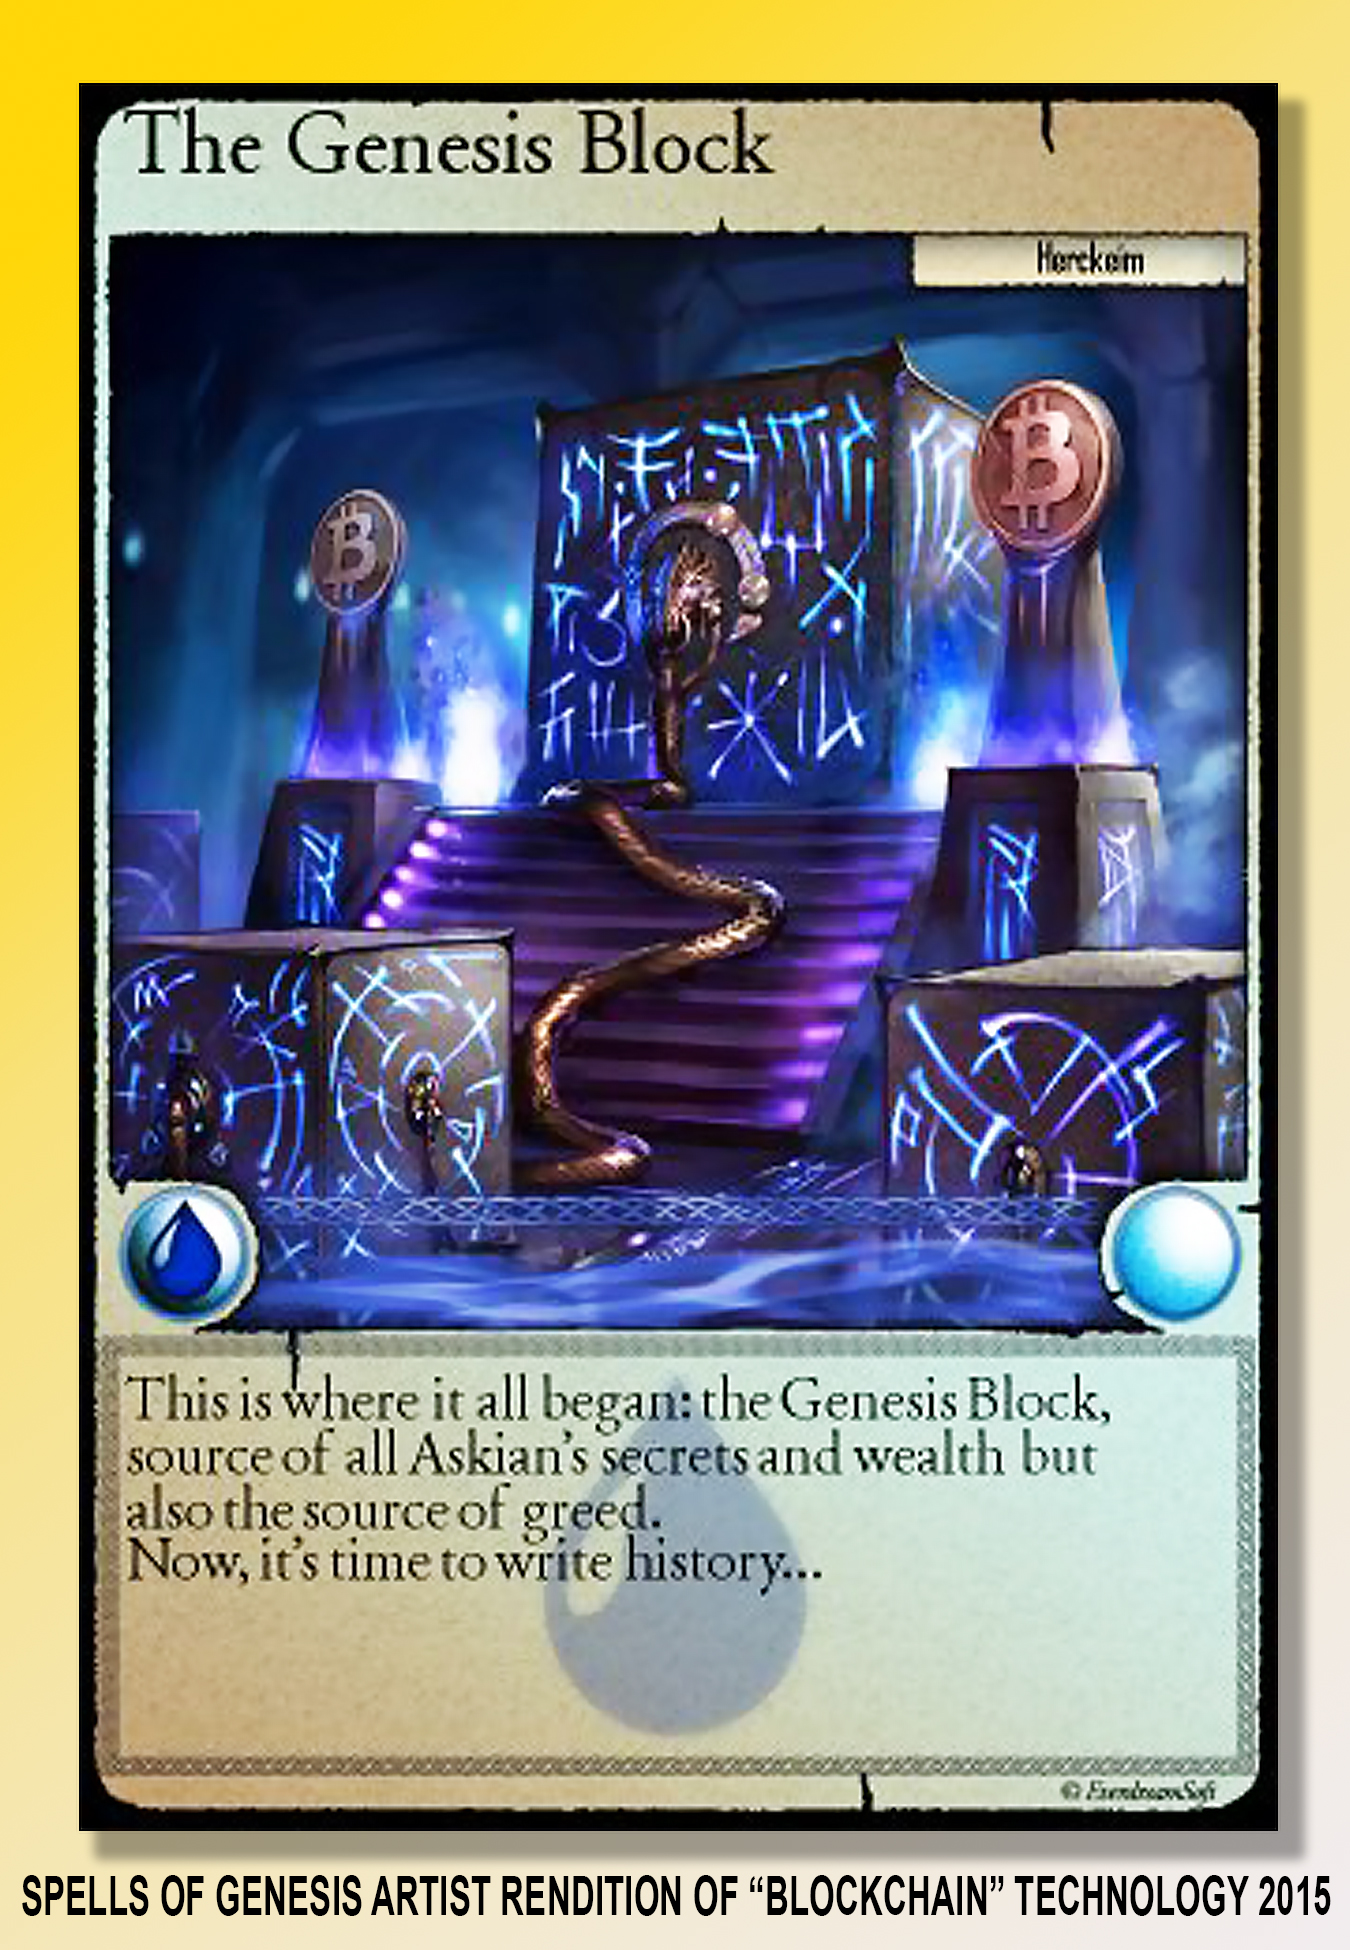 The Genesis Block
Herckeim
This is where it all began: the Genesis Block,
source of all Askian's secrets and wealth but
also the source of greed.
Now, it's time to write history...
© EverdreamSoft
SPELLS OF GENESIS ARTIST RENDITION OF “BLOCKCHAIN” TECHNOLOGY 2015